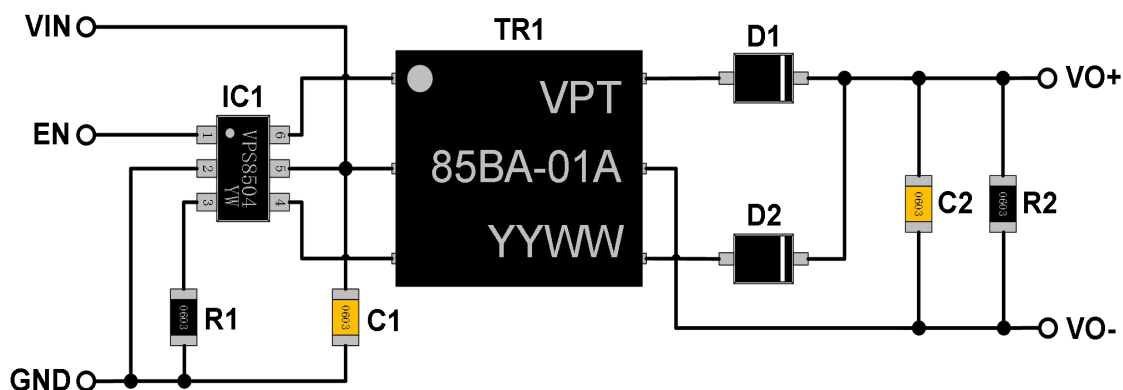 VIN
TR1
D1
VPT
VO+
IC1
EN
1
6
VPS8504
YW
2
5
85BA-01A
3
4
0603
C2
0603
R2
D2
YYWW
0603
R1
0603
C1
VO-
GND